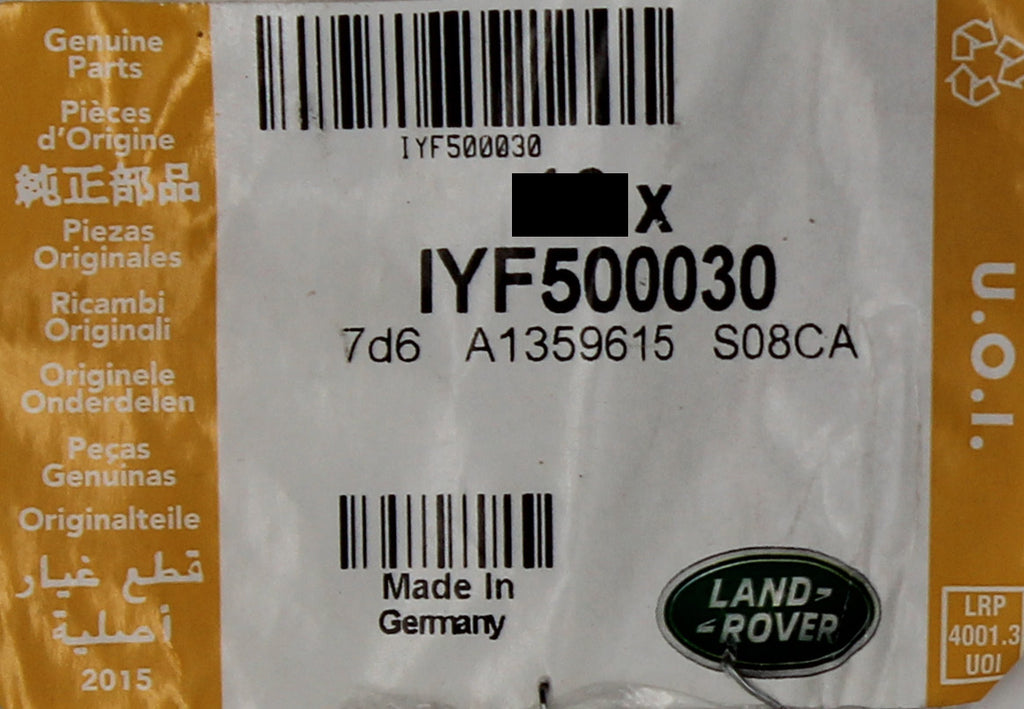 Genuine
Parts
Pièces
d'Origine
純正部品
Piezas
Originales
Ricambi
Originali
Originele
Onderdelen
Peças
Genuinas
Originalteile
قطع غيار
أصلية
2015
IYF500030
X
IYF500030
7d6 A1359615 S08CA
Made In
Germany
LAND-
-ROVER
U.O.I.
LRP
4001.3
UOI